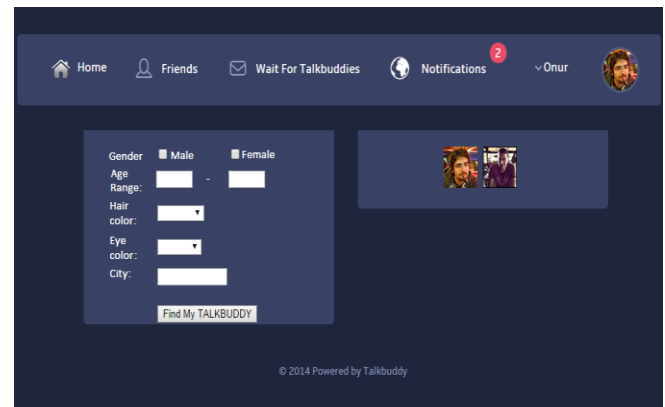 Home
Friends
Wait For Talkbuddies
Notifications
2
Onur
Gender
Male
Female
Age
Range:
-
Hair
color:
Eye
color:
City:
Find My TALKBUDDY
© 2014 Powered by Talkbuddy